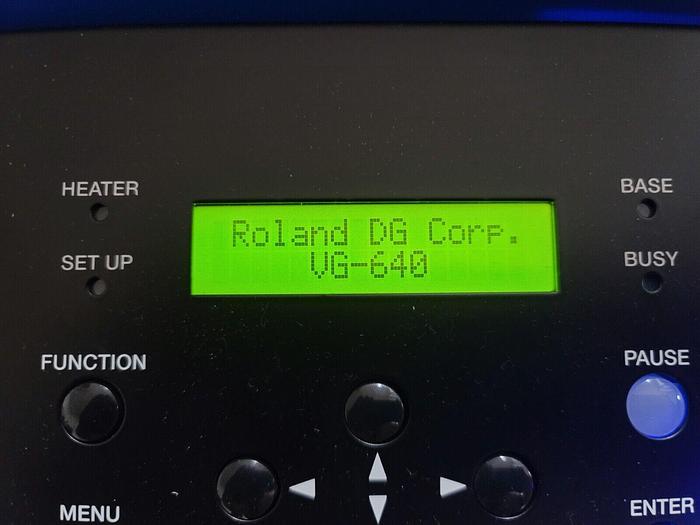 HEATER
BASE
Roland DG Corp.
VG-640
SET UP
BUSY
FUNCTION
PAUSE
MENU
ENTER